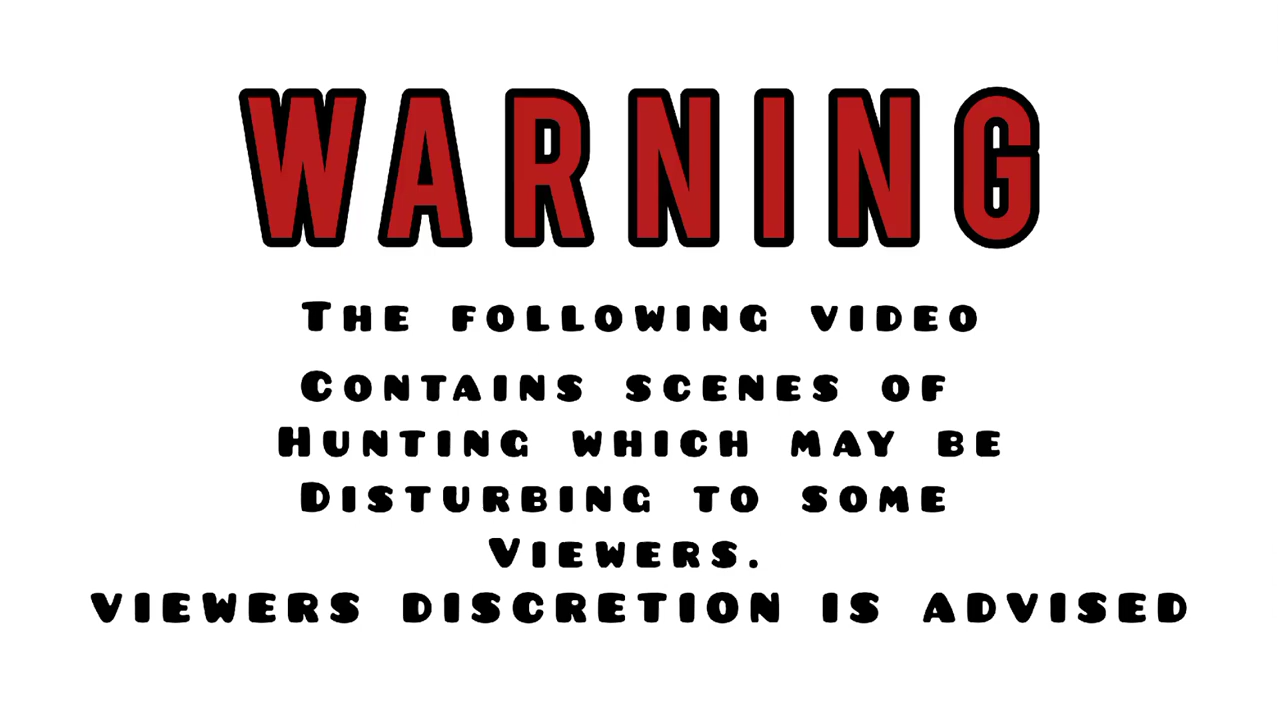 WARNING
The following video
Contains scenes of
Hunting which may be
Disturbing to some
Viewers.
VIEWERS DISCRETION IS ADVISED